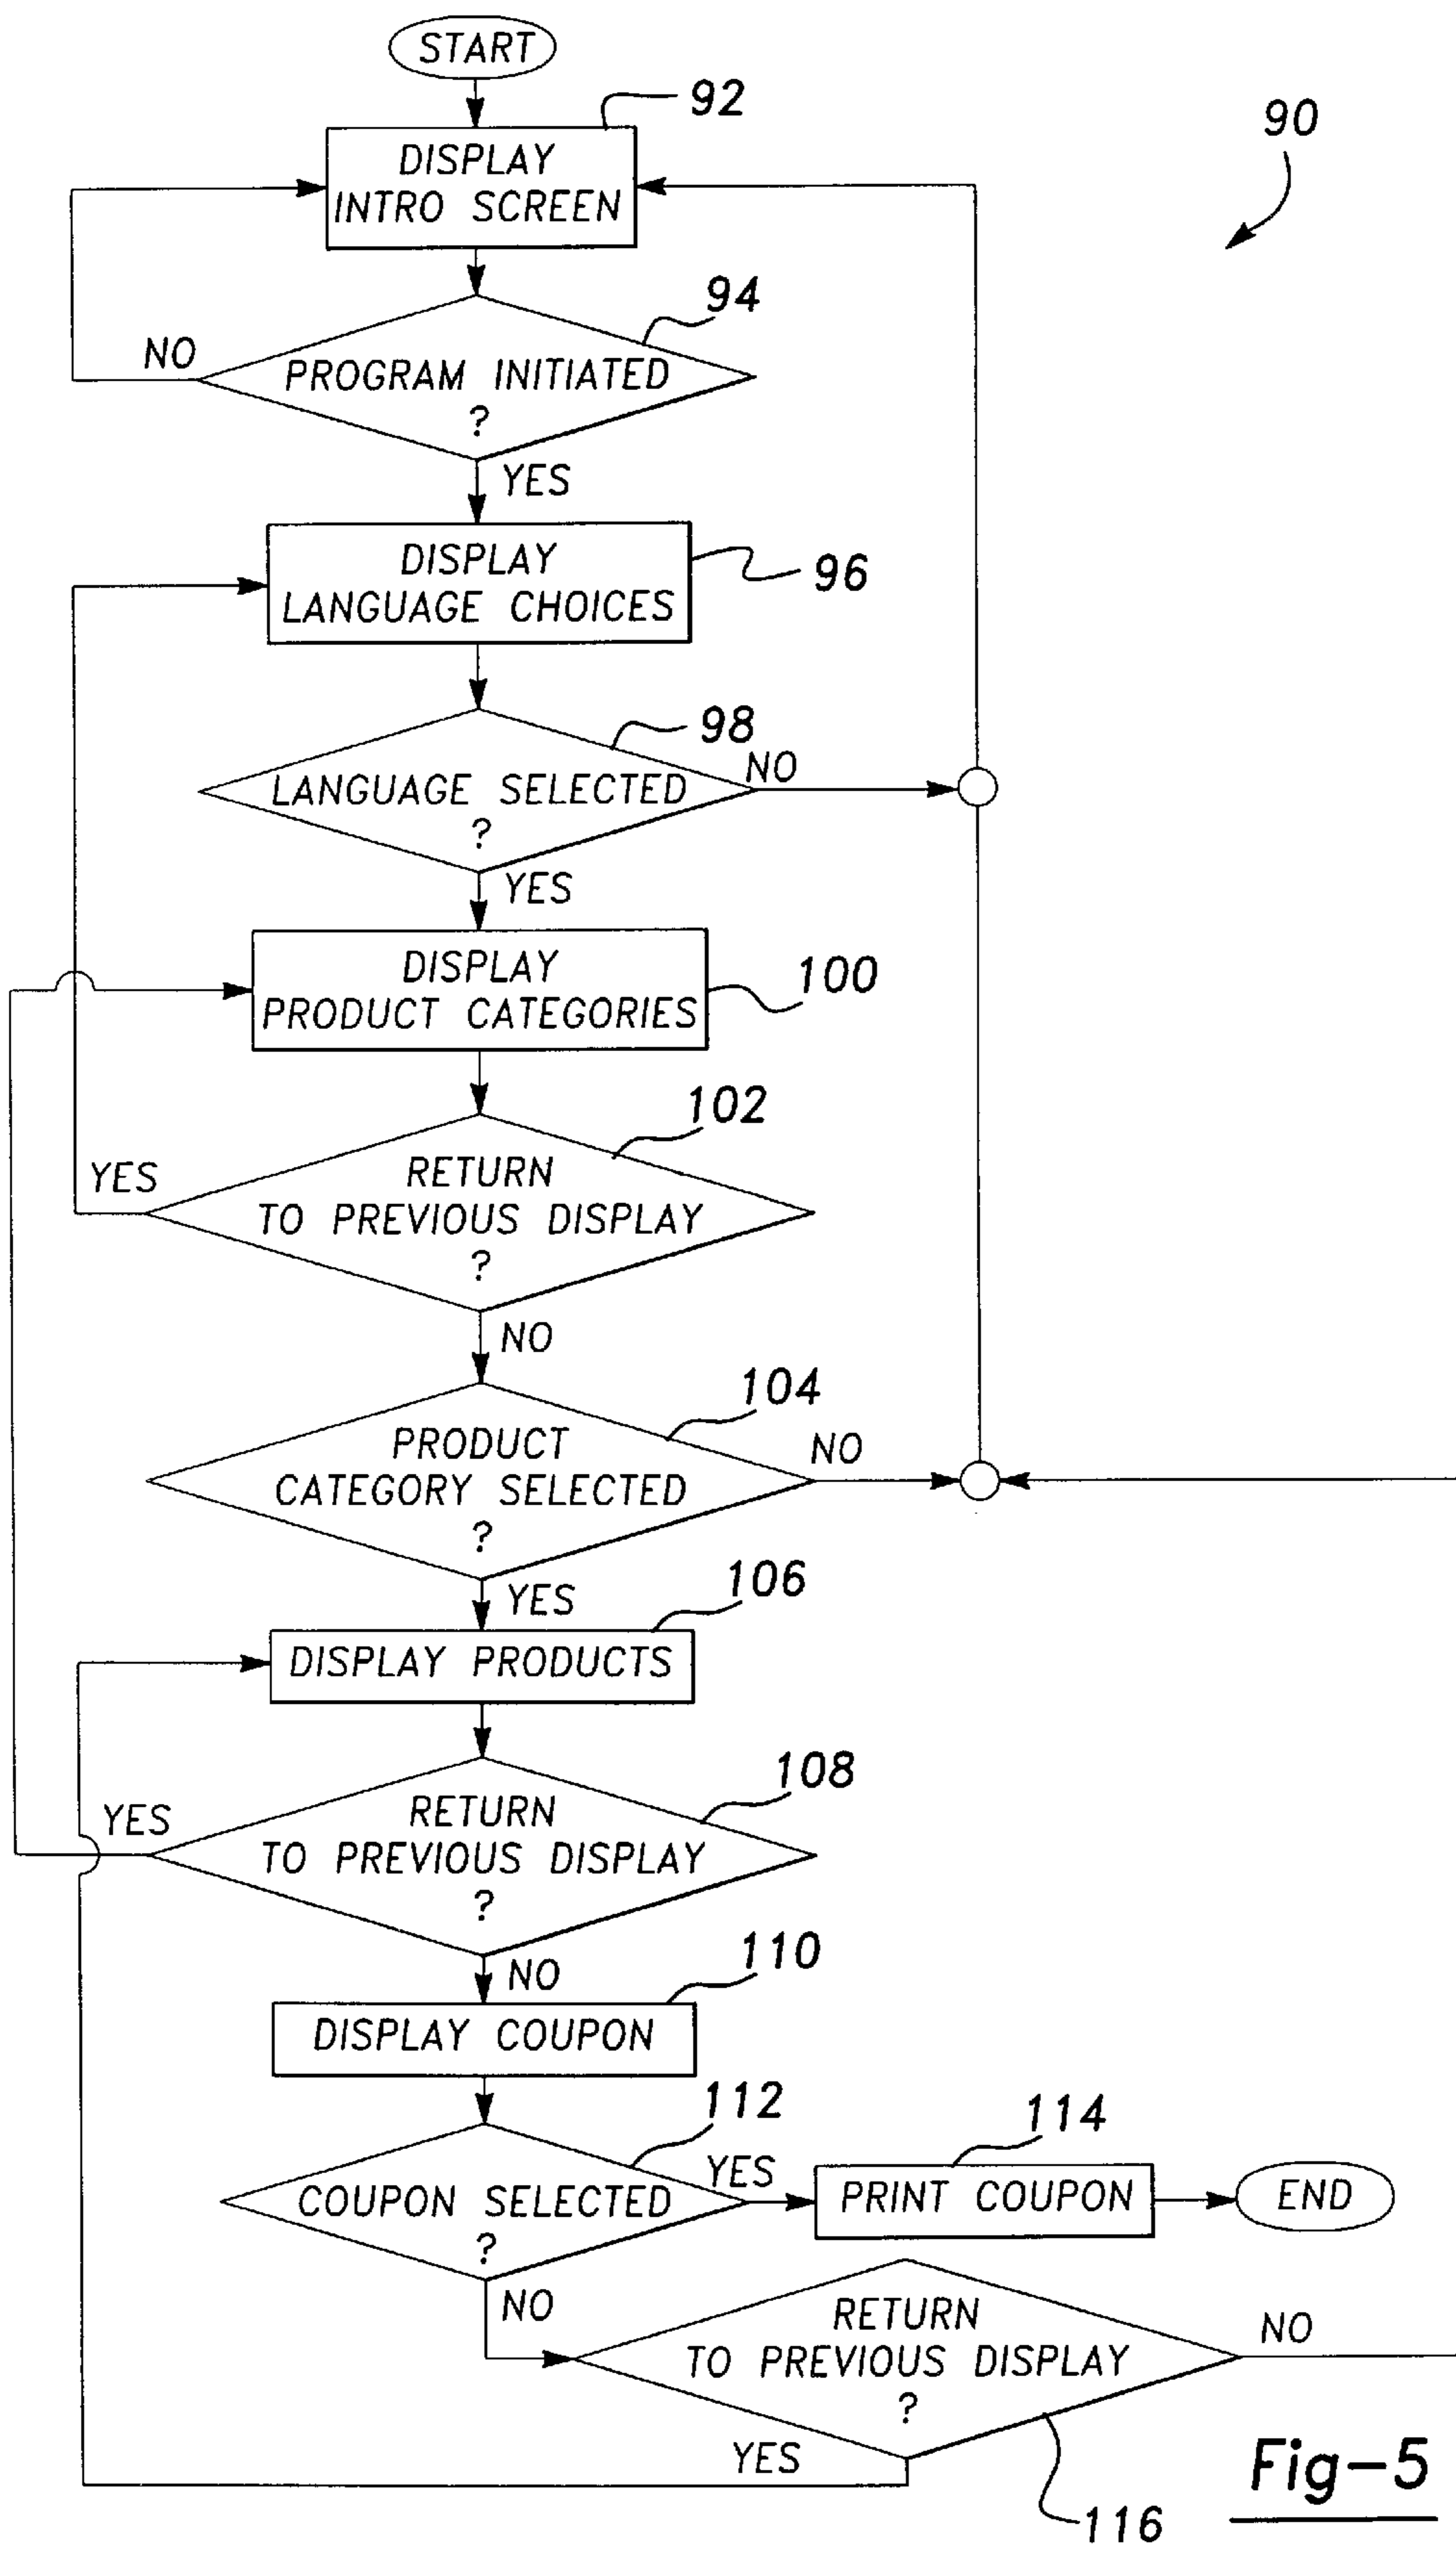 START
92
90
DISPLAY
INTRO SCREEN
94
NO
PROGRAM INITIATED
?
YES
DISPLAY
LANGUAGE CHOICES
96
98
NO
LANGUAGE SELECTED
?
YES
DISPLAY
PRODUCT CATEGORIES
100
102
YES
RETURN
TO PREVIOUS DISPLAY
?
NO
104
PRODUCT
CATEGORY SELECTED
?
NO
YES
106
DISPLAY PRODUCTS
108
YES
RETURN
TO PREVIOUS DISPLAY
?
NO
110
DISPLAY COUPON
112
COUPON SELECTED
?
YES
114
PRINT COUPON
END
NO
RETURN
TO PREVIOUS DISPLAY
?
NO
YES
116
Fig-5